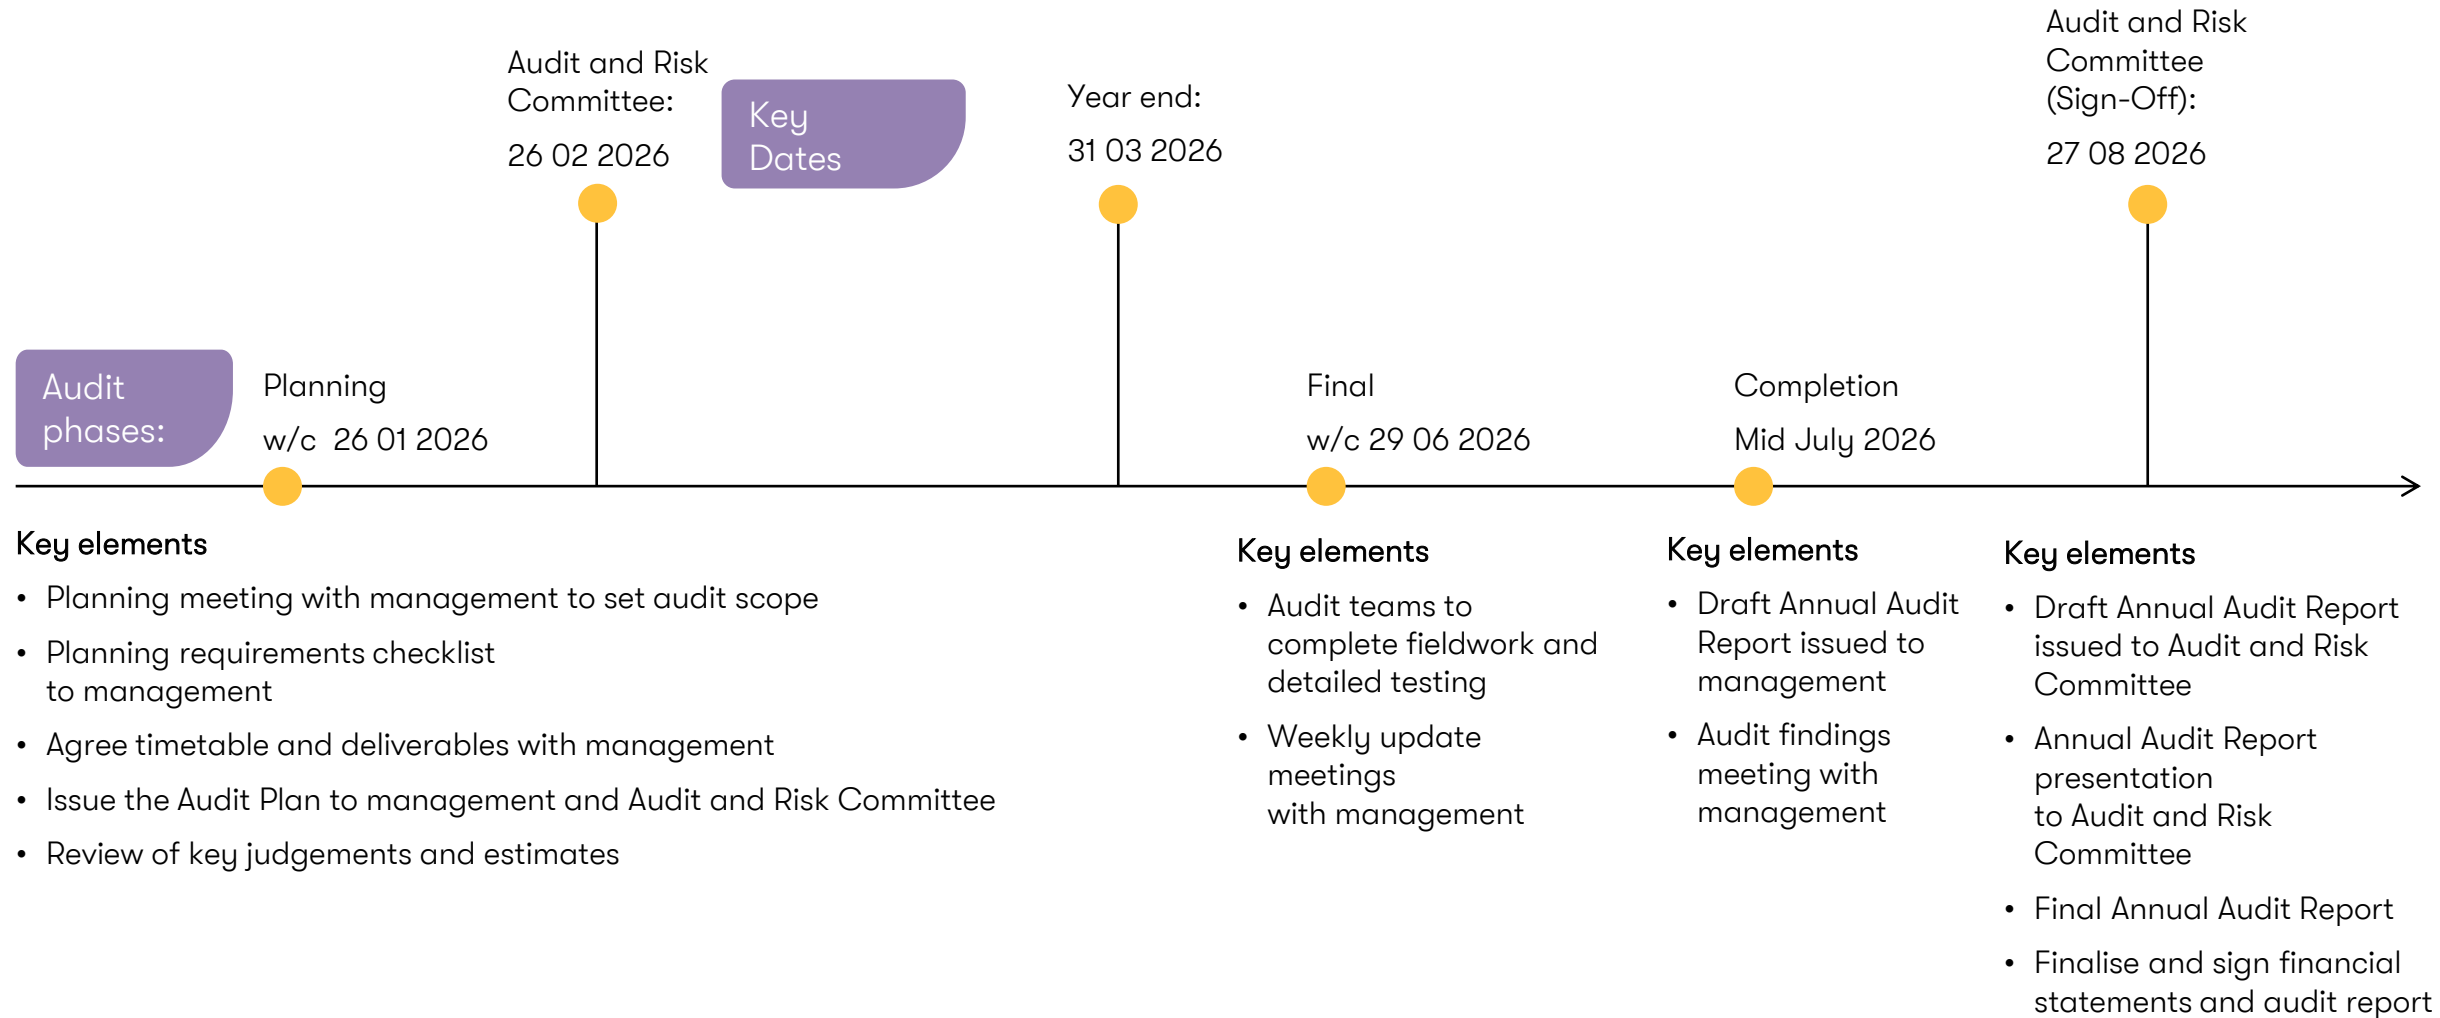 Audit and Risk
Committee:
26 02 2026
Key
Dates
Year end:
31 03 2026
Audit and Risk
Committee
(Sign-Off):
27 08 2026
Audit
phases:
Planning
w/c  26 01 2026
Final
w/c 29 06 2026
Completion
Mid July 2026
Key elements
• Planning meeting with management to set audit scope
• Planning requirements checklist
to management
• Agree timetable and deliverables with management
• Issue the Audit Plan to management and Audit and Risk Committee
• Review of key judgements and estimates
Key elements
• Audit teams to
complete fieldwork and
detailed testing
• Weekly update
meetings
with management
Key elements
• Draft Annual Audit
Report issued to
management
• Audit findings
meeting with
management
Key elements
• Draft Annual Audit Report
issued to Audit and Risk
Committee
• Annual Audit Report
presentation
to Audit and Risk
Committee
• Final Annual Audit Report
• Finalise and sign financial
statements and audit report